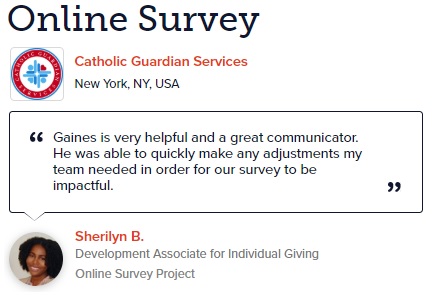 Online Survey
CATHOLIC GUARDIAN SERVICES
Catholic Guardian Services
New York, NY, USA
“ Gaines is very helpful and a great communicator.
He was able to quickly make any adjustments my
team needed in order for our survey to be
impactful. ”
Sherilyn B.
Development Associate for Individual Giving
Online Survey Project